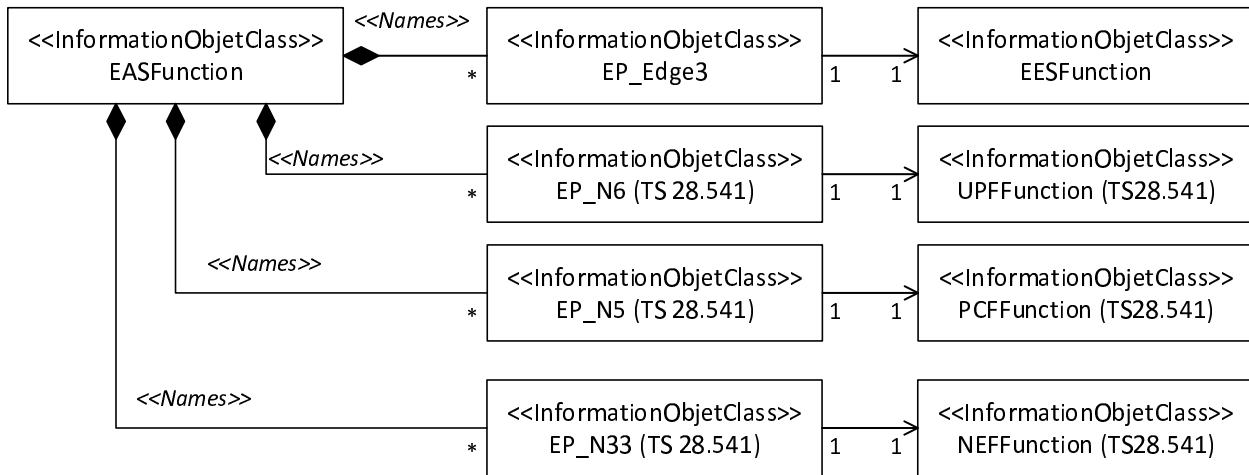 <<InformationObjetClass>>
EASFunction
<<Names>>
*
<<InformationObjetClass>>
EP_Edge3
1
1
<<InformationObjetClass>>
EESFunction
<<Names>>
*
<<InformationObjetClass>>
EP_N6 (TS 28.541)
1
1
<<InformationObjetClass>>
UPFFunction (TS28.541)
<<Names>>
*
<<InformationObjetClass>>
EP_N5 (TS 28.541)
1
1
<<InformationObjetClass>>
PCFFunction (TS28.541)
<<Names>>
*
<<InformationObjetClass>>
EP_N33 (TS 28.541)
1
1
<<InformationObjetClass>>
NEFFunction (TS28.541)